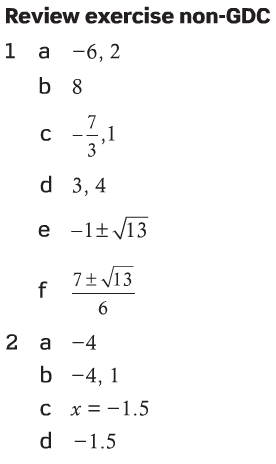 Review exercise non-GDC
1 a −6, 2
b 8
c −7/3, 1
d 3, 4
e −1 ± √13
f (7 ± √13)/6
2 a −4
b −4, 1
c x = −1.5
d −1.5